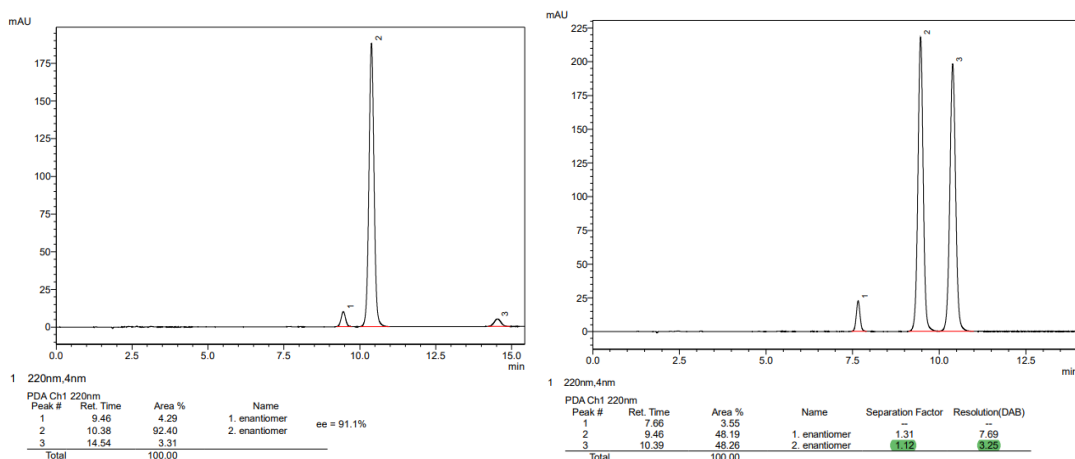 mAU
175
150
125
100
75
50
25
0
1
2
3
0.0 2.5 5.0 7.5 10.0 12.5 15.0
min
1 220nm,4nm
PDA Ch1 220nm
Peak # Ret. Time Area % Name
1 9.46 4.29 1. enantiomer
2 10.38 92.40 2. enantiomer
3 14.54 3.31
Total 100.00
ee = 91.1%
mAU
225
200
175
150
125
100
75
50
25
0
1
2
3
0.0 2.5 5.0 7.5 10.0 12.5
min
1 220nm,4nm
PDA Ch1 220nm
Peak # Ret. Time Area % Name Separation Factor Resolution(DAB)
1 7.66 3.55 -- --
2 9.46 48.19 1. enantiomer 1.31 7.69
3 10.39 48.26 2. enantiomer 1.12 3.25
Total 100.00